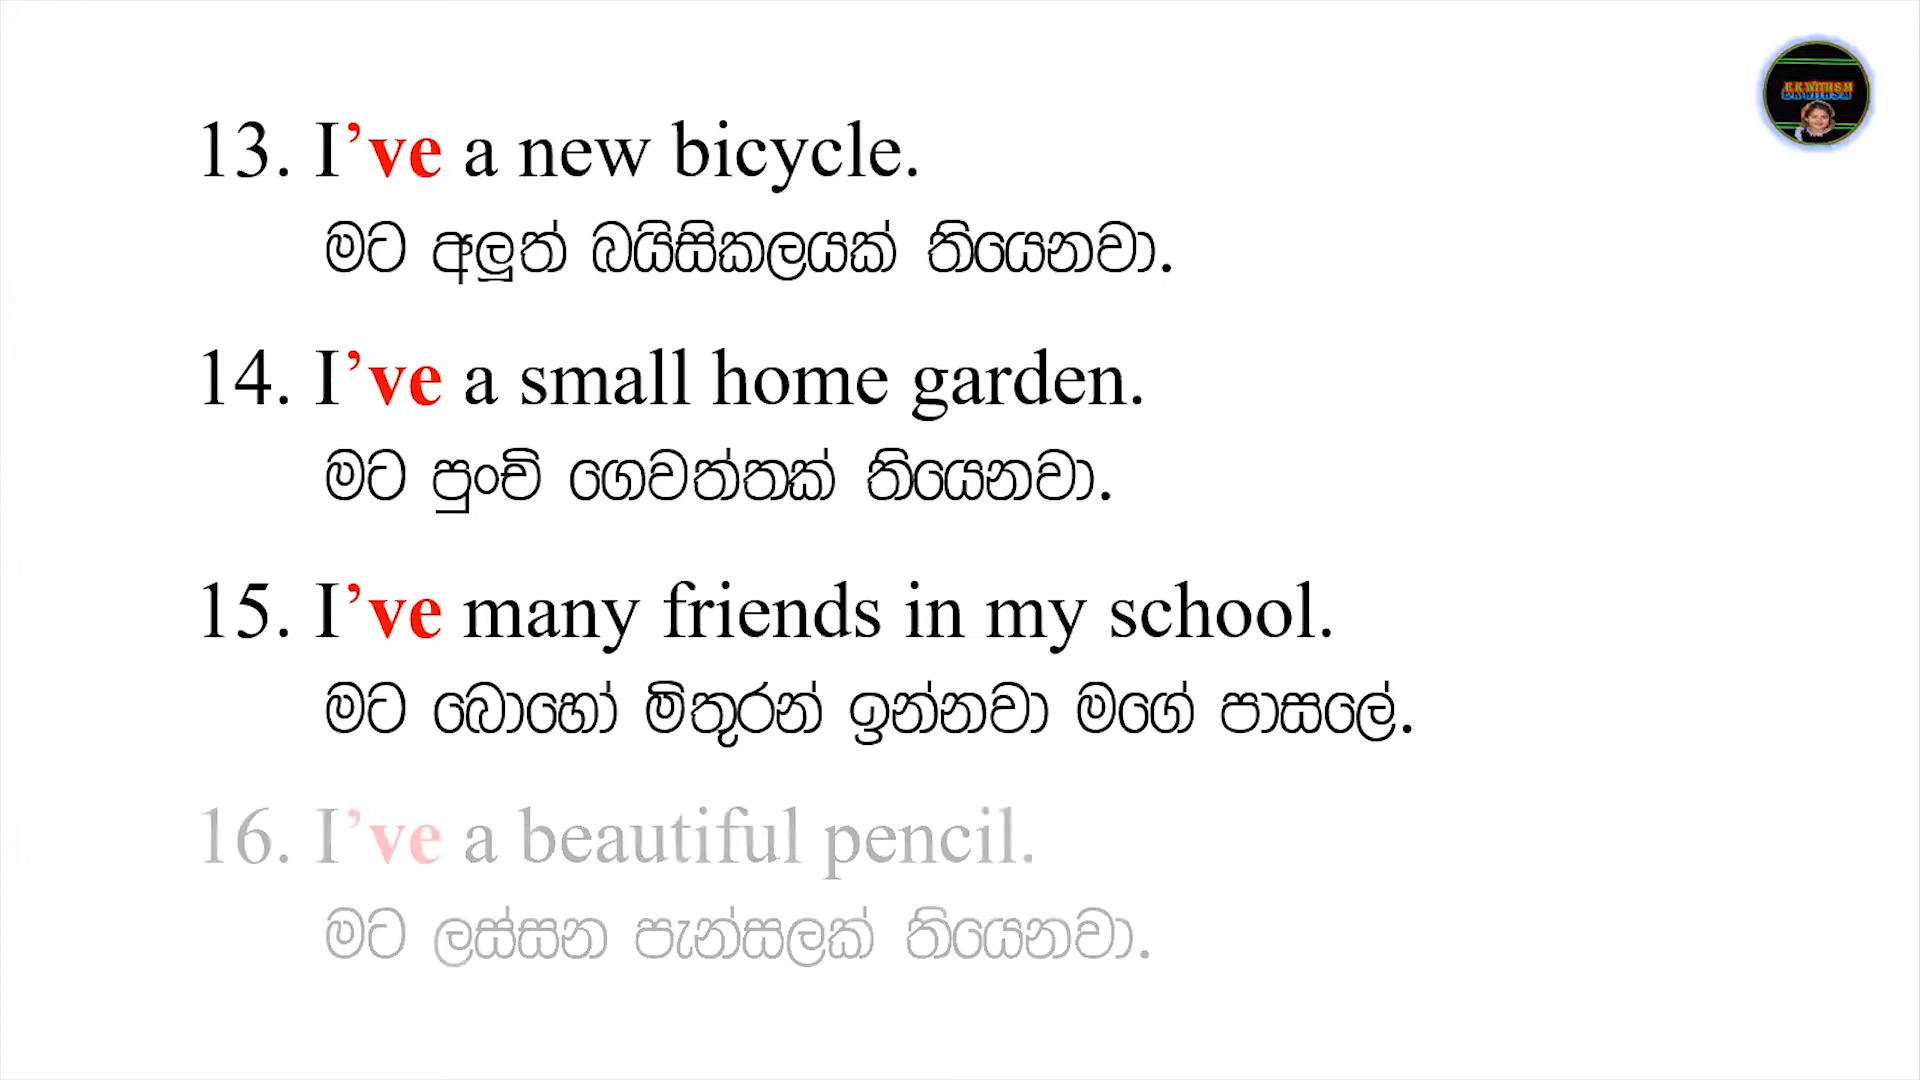 E.K WITH S M
13. I’ve a new bicycle.
මට අලූත් බයිසිකලයක් තියෙනවා.
14. I’ve a small home garden.
මට පුංචි ගෙවත්තක් තියෙනවා.
15. I’ve many friends in my school.
මට බොහෝ මිතුරන් ඉන්නවා මගේ පාසලේ.
16. I’ve a beautiful pencil.
මට ලස්සන පැන්සලක් තියෙනවා.